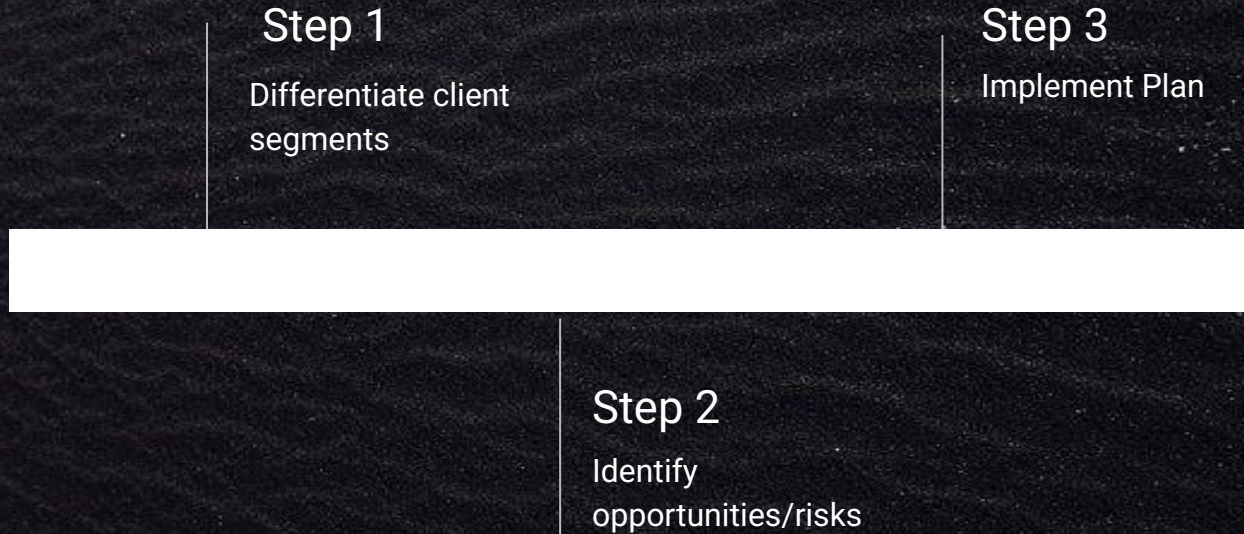 Step 1
Differentiate client
segments
Step 2
Identify
opportunities/risks
Step 3
Implement Plan